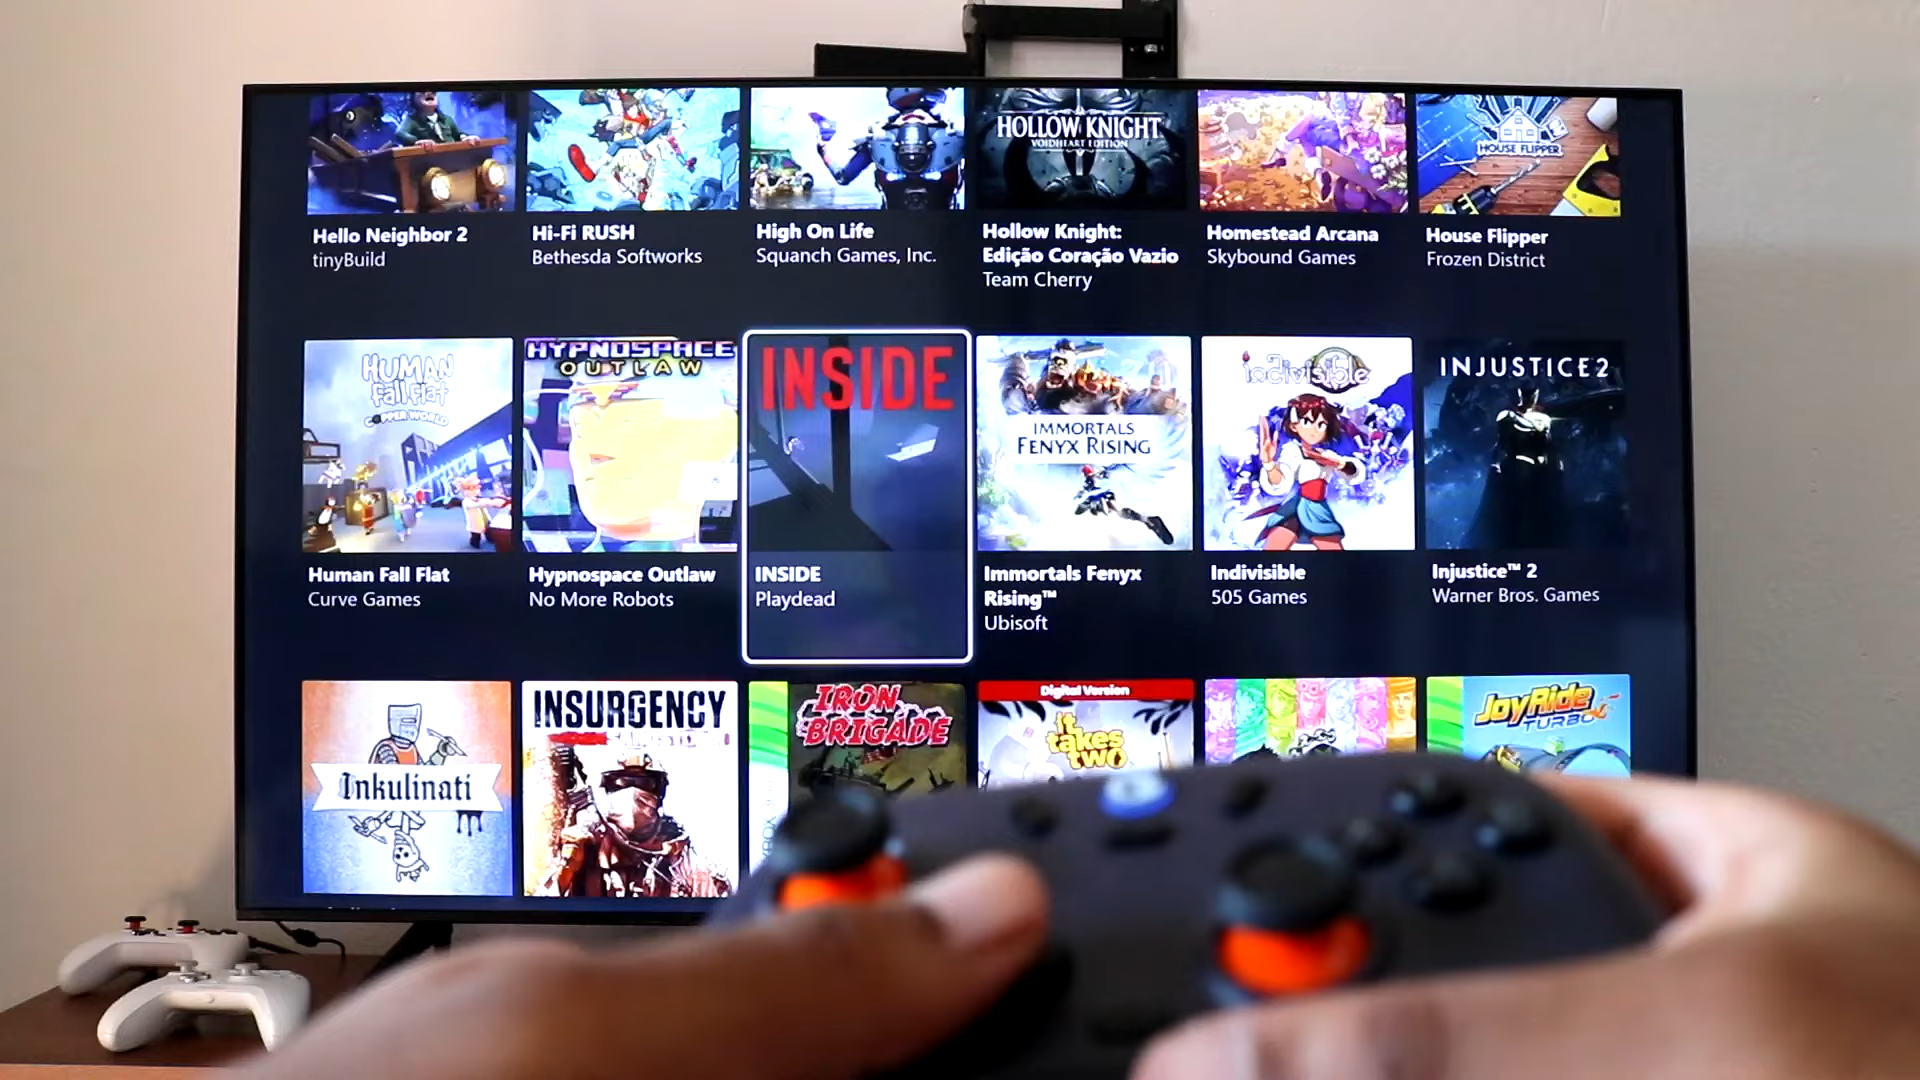 HOLLOW KNIGHT
VOIDHEART EDITION
HOUSE FLIPPER
Hello Neighbor 2
tinyBuild
Hi-Fi RUSH
Bethesda Softworks
High On Life
Squanch Games, Inc.
Hollow Knight:
Edição Coração Vazio
Team Cherry
Homestead Arcana
Skybound Games
House Flipper
Frozen District
HUMAN
fall flat
COPPER WORLD
HYPNOSPACE
OUTLAW
INSIDE
IMMORTALS
FENYX RISING
Indivisible
INJUSTICE 2
Human Fall Flat
Curve Games
Hypnospace Outlaw
No More Robots
INSIDE
Playdead
Immortals Fenyx
Rising™
Ubisoft
Indivisible
505 Games
Injustice™ 2
Warner Bros. Games
Inkulinati
INSURGENCY
IRON
BRIGADE
XBOX
Digital Version
it
takes
two
JoyRide
TURBO